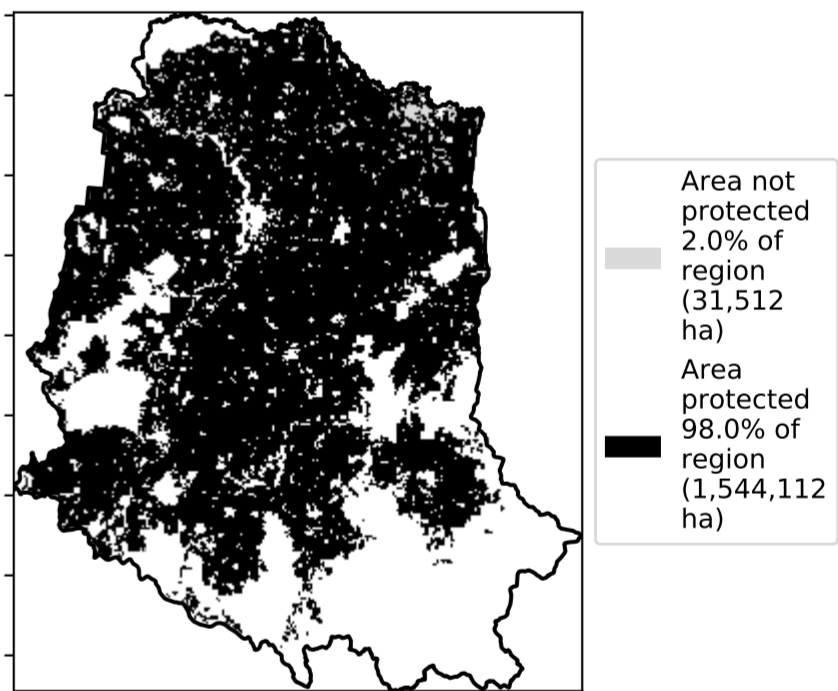 Area not
protected
2.0% of
region
(31,512
ha)
Area
protected
98.0% of
region
(1,544,112
ha)